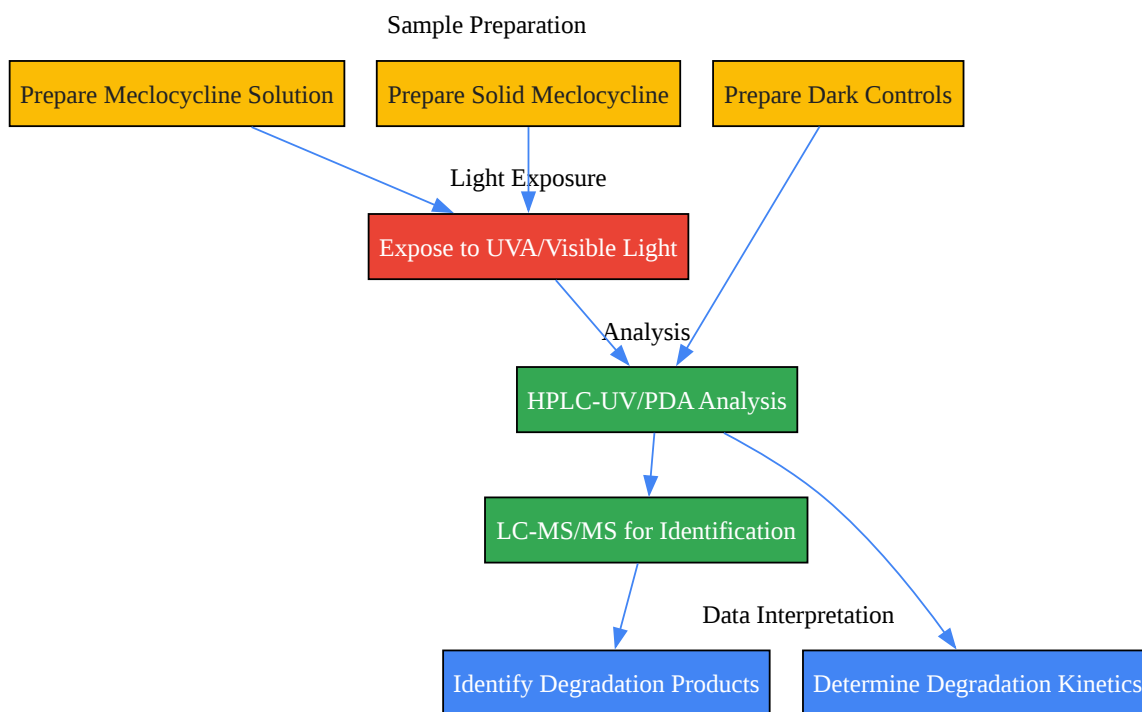 Sample Preparation
Prepare Meclocycline Solution
Prepare Solid Meclocycline
Prepare Dark Controls
Light Exposure
Expose to UVA/Visible Light
Analysis
HPLC-UV/PDA Analysis
LC-MS/MS for Identification
Data Interpretation
Identify Degradation Products
Determine Degradation Kinetics